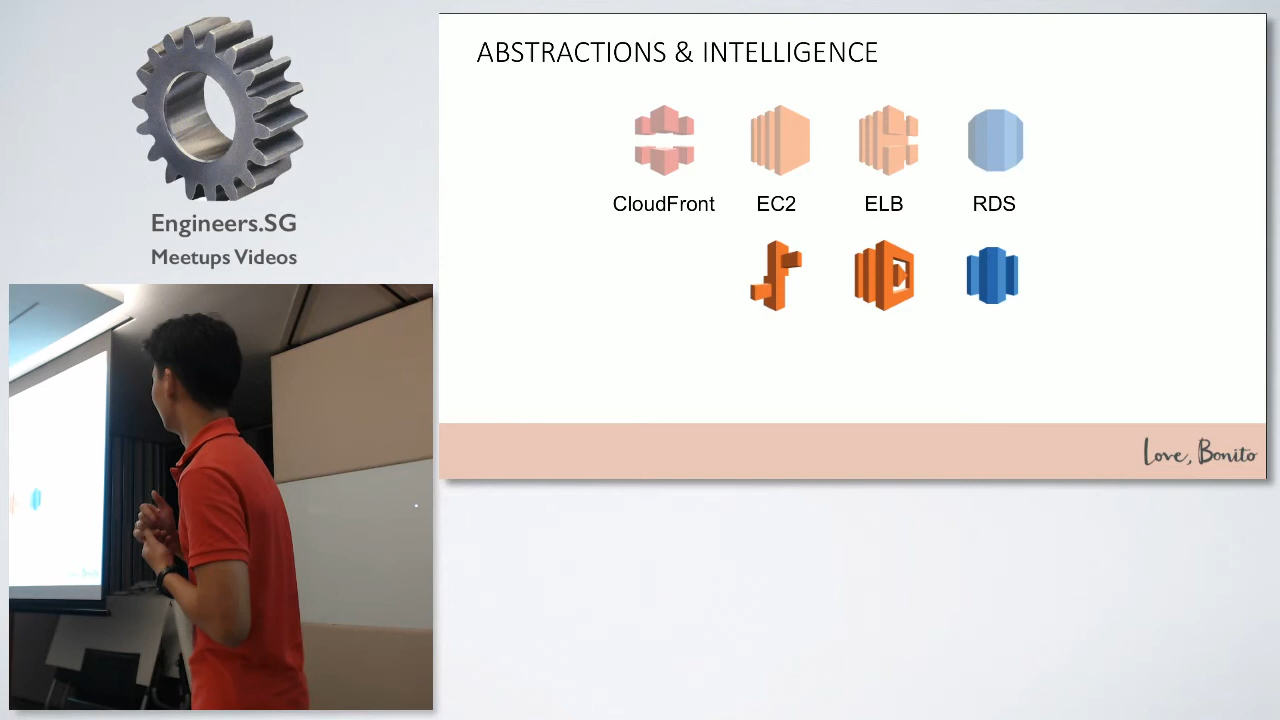 Engineers.SG
Meetups Videos
ABSTRACTIONS & INTELLIGENCE
CloudFront EC2 ELB RDS
Love, Bonito